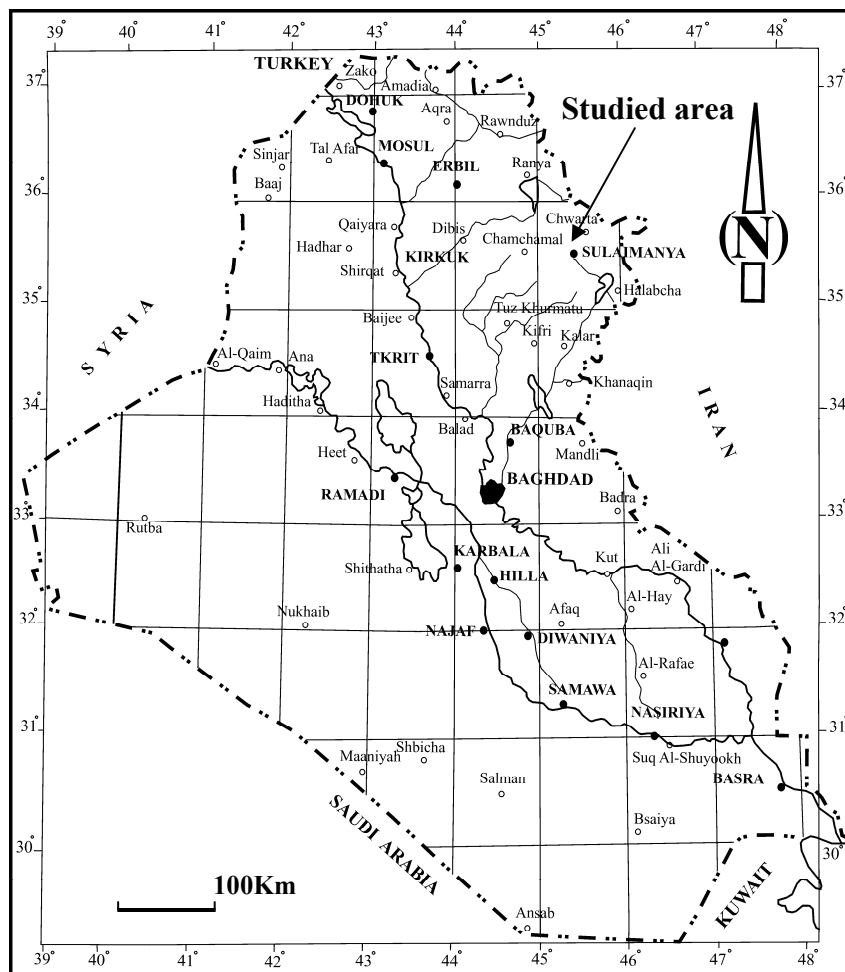 39° 40° 41° 42° 43° 44° 45° 46° 47° 48°
TURKEY
Zako
Amadia
37° 37°
DOHUK
Aqra
Rawnduz
Studied area
Tal Afar
MOSUL
Sinjar
ERBIL
Ranya
Baaj
36° 36°
(N)
Qaiyara
Dibis
Chwarta
Hadhar
Chamchamal
KIRKUK
SULAIMANYA
Shirqat
Halabcha
35° 35°
Baijee
Tuz Khurmatu
Kifri
Kalar
SYRIA
Al-Qaim
Ana
TKRIT
Samarra
Khanaqin
IRAN
Haditha
34° 34°
Balad
BAQUBA
Mandli
Heet
BAGHDAD
RAMADI
Badra
33° 33°
Rutba
KARBALA
Kut
Ali
Al-Gardi
Shithatha
HILLA
Nukhaib
Afaq
Al-Hay
32° 32°
NAJAF
DIWANIYA
Al-Rafae
SAMAWA
NASIRIYA
31° 31°
Maaniyah
Shbicha
Suq Al-Shuyookh
Salman
BASRA
SAUDI ARABIA
Bsaiya
30° 30°
100Km
KUWAIT
Ansab
39° 40° 41° 42° 43° 44° 45° 46° 47° 48°